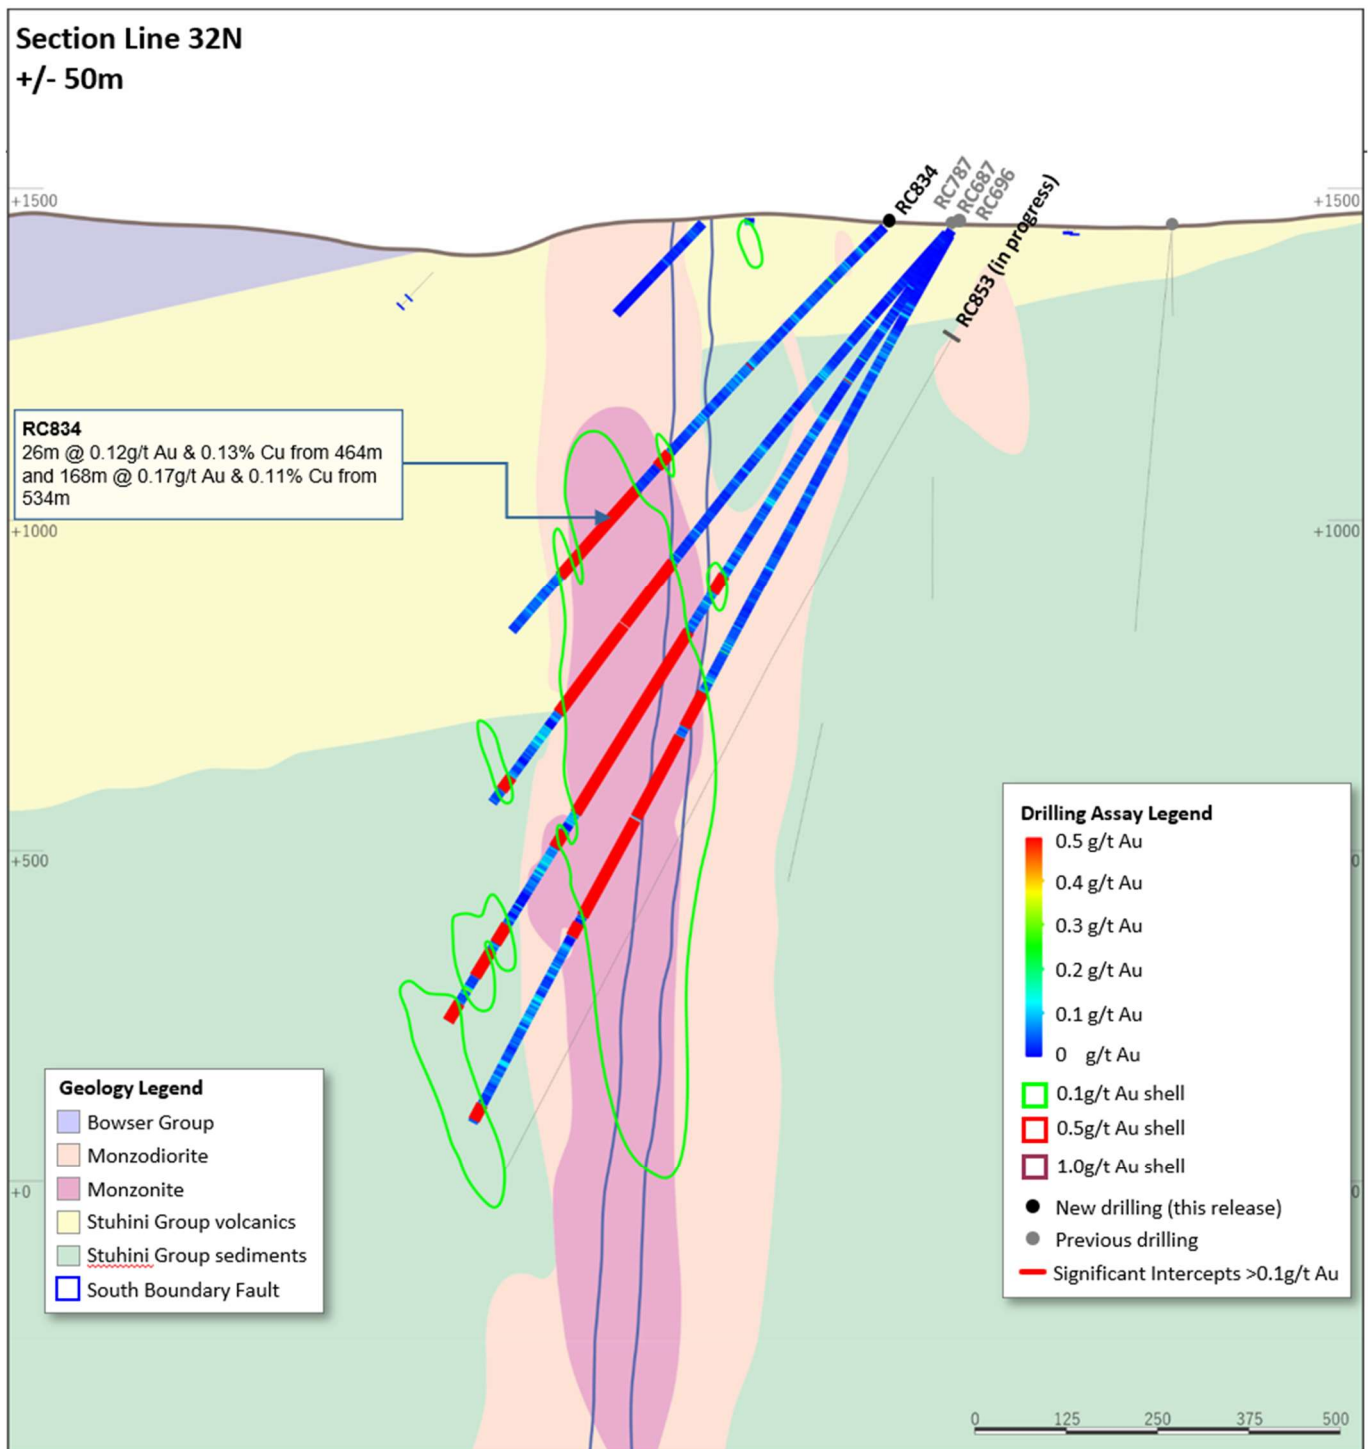 Section Line 32N
+/- 50m
RC834
RC787
RC687
RC696
RC853 (in progress)
+1500
+1500
RC834
26m @ 0.12g/t Au & 0.13% Cu from 464m
and 168m @ 0.17g/t Au & 0.11% Cu from
534m
+1000
+1000
+500
0
+0
0
Drilling Assay Legend
0.5 g/t Au
0.4 g/t Au
0.3 g/t Au
0.2 g/t Au
0.1 g/t Au
0 g/t Au
0.1g/t Au shell
0.5g/t Au shell
1.0g/t Au shell
New drilling (this release)
Previous drilling
Significant Intercepts >0.1g/t Au
Geology Legend
Bowser Group
Monzodiorite
Monzonite
Stuhini Group volcanics
Stuhini Group sediments
South Boundary Fault
0 125 250 375 500